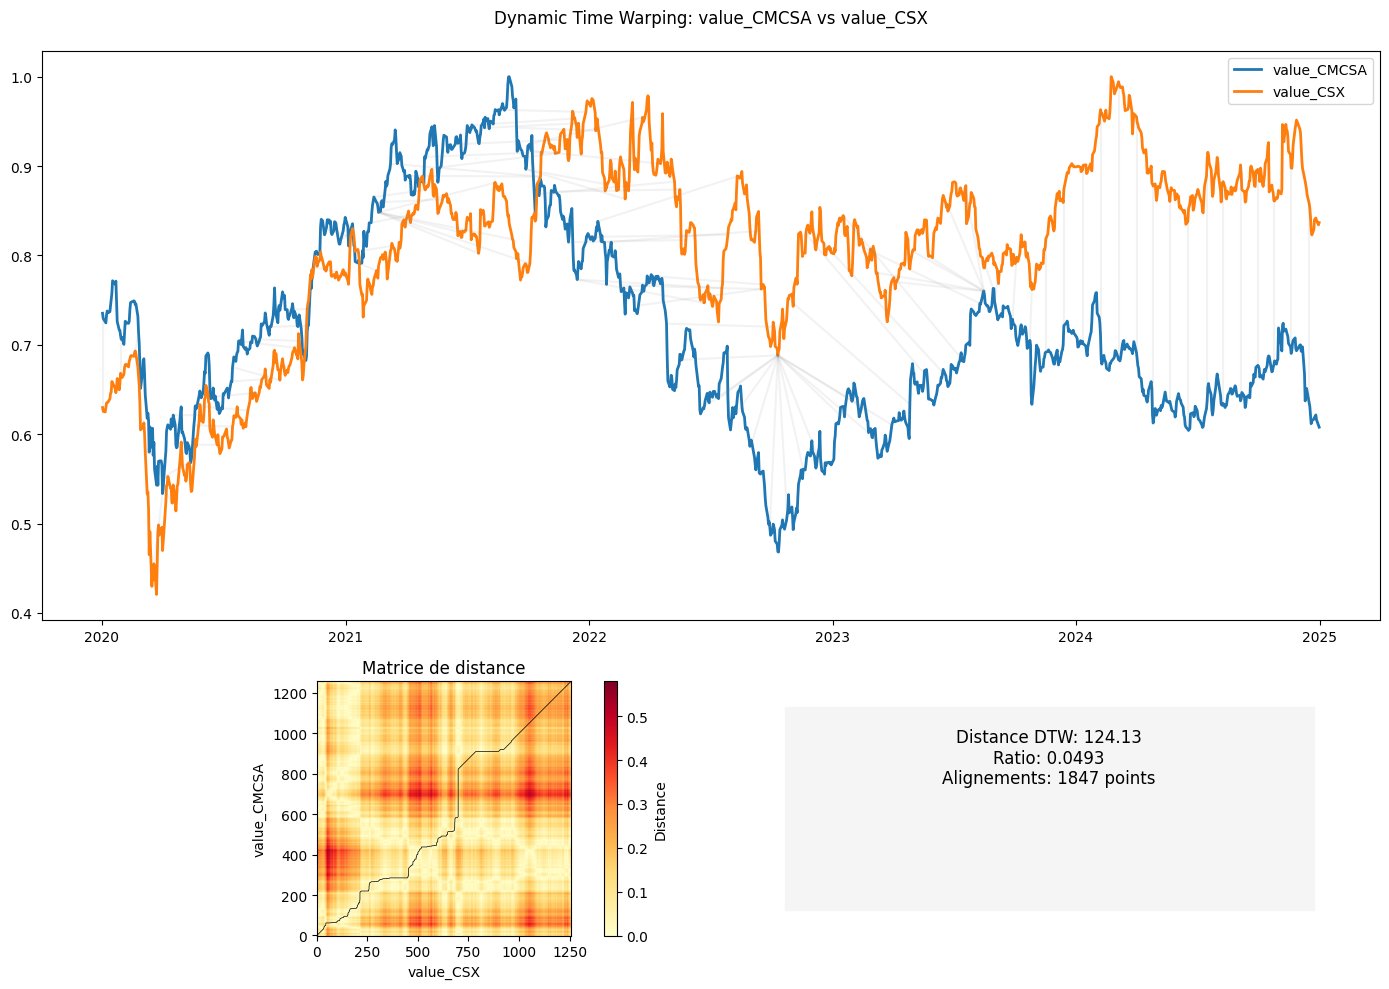 Dynamic Time Warping: value_CMCSA vs value_CSX
value_CMCSA
value_CSX
1.0
0.9
0.8
0.7
0.6
0.5
0.4
2020 2021 2022 2023 2024 2025
Matrice de distance
1200
1000
800
600
400
200
0
value_CMCSA
0 250 500 750 1000 1250
value_CSX
0.5
0.4
0.3
0.2
0.1
0.0
Distance
Distance DTW: 124.13
Ratio: 0.0493
Alignements: 1847 points